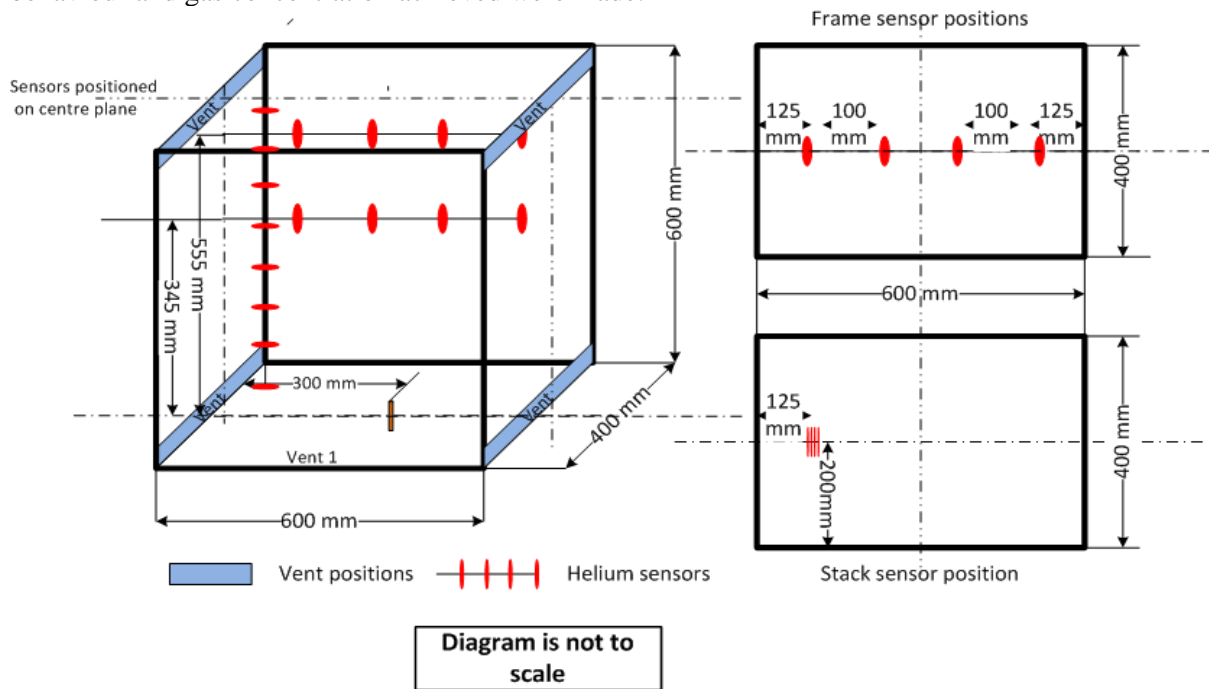 Frame sensor positions
Sensors positioned
on centre plane
Vent
Vent
555 mm
345 mm
600 mm
300 mm
Vent
Vent
400 mm
Vent 1
600 mm
125
mm
100
mm
100
mm
125
mm
400 mm
600 mm
125
mm
200mm
400 mm
Stack sensor position
Vent positions
Helium sensors
Diagram is not to
scale